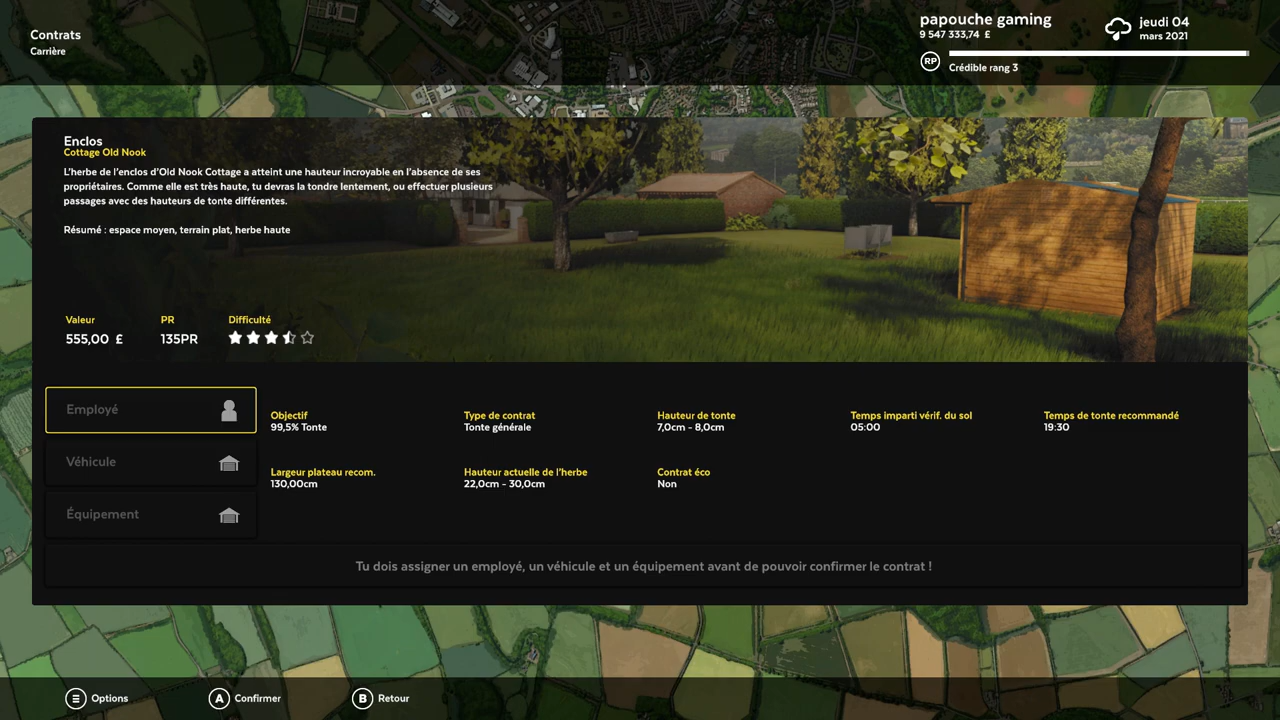 Contrats
Carrière
papouche gaming
9 547 333,74 £
jeudi 04
mars 2021
RP
Crédible rang 3
Enclos
Cottage Old Nook
L'herbe de l'enclos d'Old Nook Cottage a atteint une hauteur incroyable en l'absence de ses
propriétaires. Comme elle est très haute, tu devras la tondre lentement, ou effectuer plusieurs
passages avec des hauteurs de tonte différentes.
Résumé : espace moyen, terrain plat, herbe haute
Valeur PR Difficulté
555,00 £ 135PR
Employé
Véhicule
Équipement
Objectif Type de contrat Hauteur de tonte Temps imparti vérif. du sol Temps de tonte recommandé
99,5% Tonte Tonte générale 7,0cm - 8,0cm 05:00 19:30
Largeur plateau recom. Hauteur actuelle de l'herbe Contrat éco
130,00cm 22,0cm - 30,0cm Non
Tu dois assigner un employé, un véhicule et un équipement avant de pouvoir confirmer le contrat !
Options A Confirmer B Retour